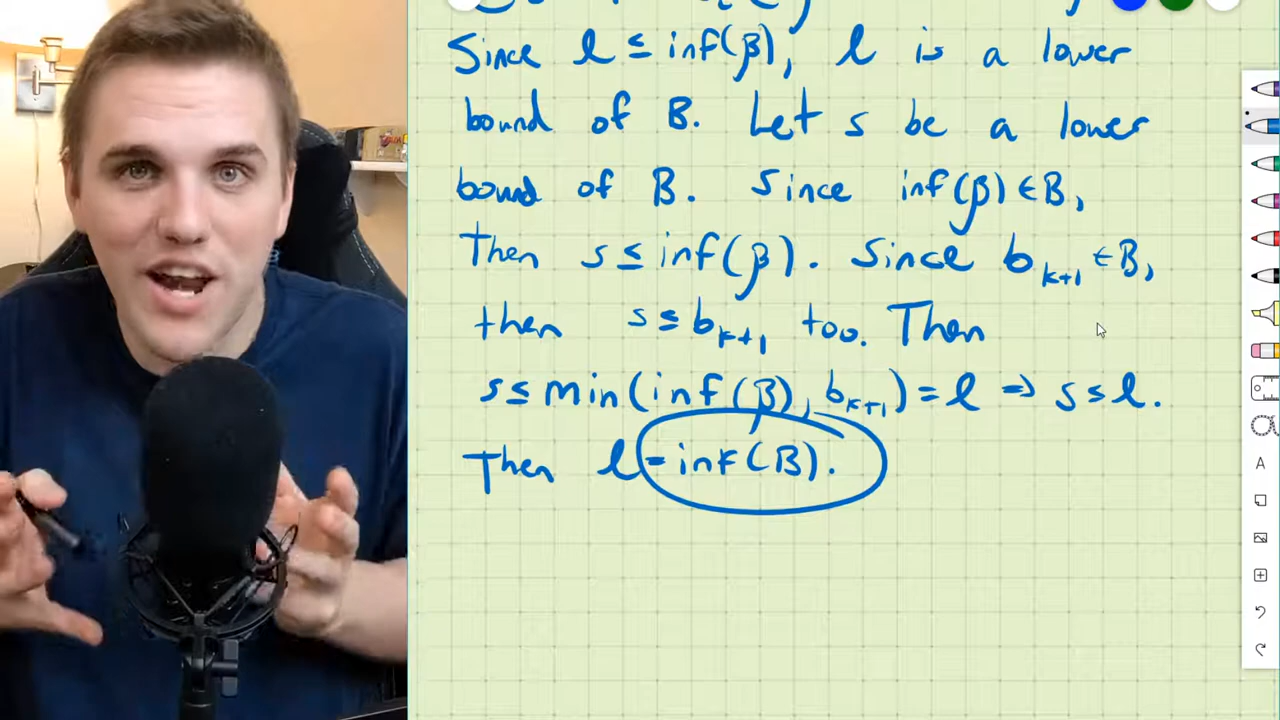 Since l ≤ inf(β), l is a lower
bound of B. Let s be a lower
bound of B. Since inf(β) ∈ B,
Then s ≤ inf(β). Since b_{k+1} ∈ B,
then s ≤ b_{k+1} too. Then
s ≤ min(inf(β), b_{k+1}) = l ⇒ s ≤ l.
Then l = inf(B).
A